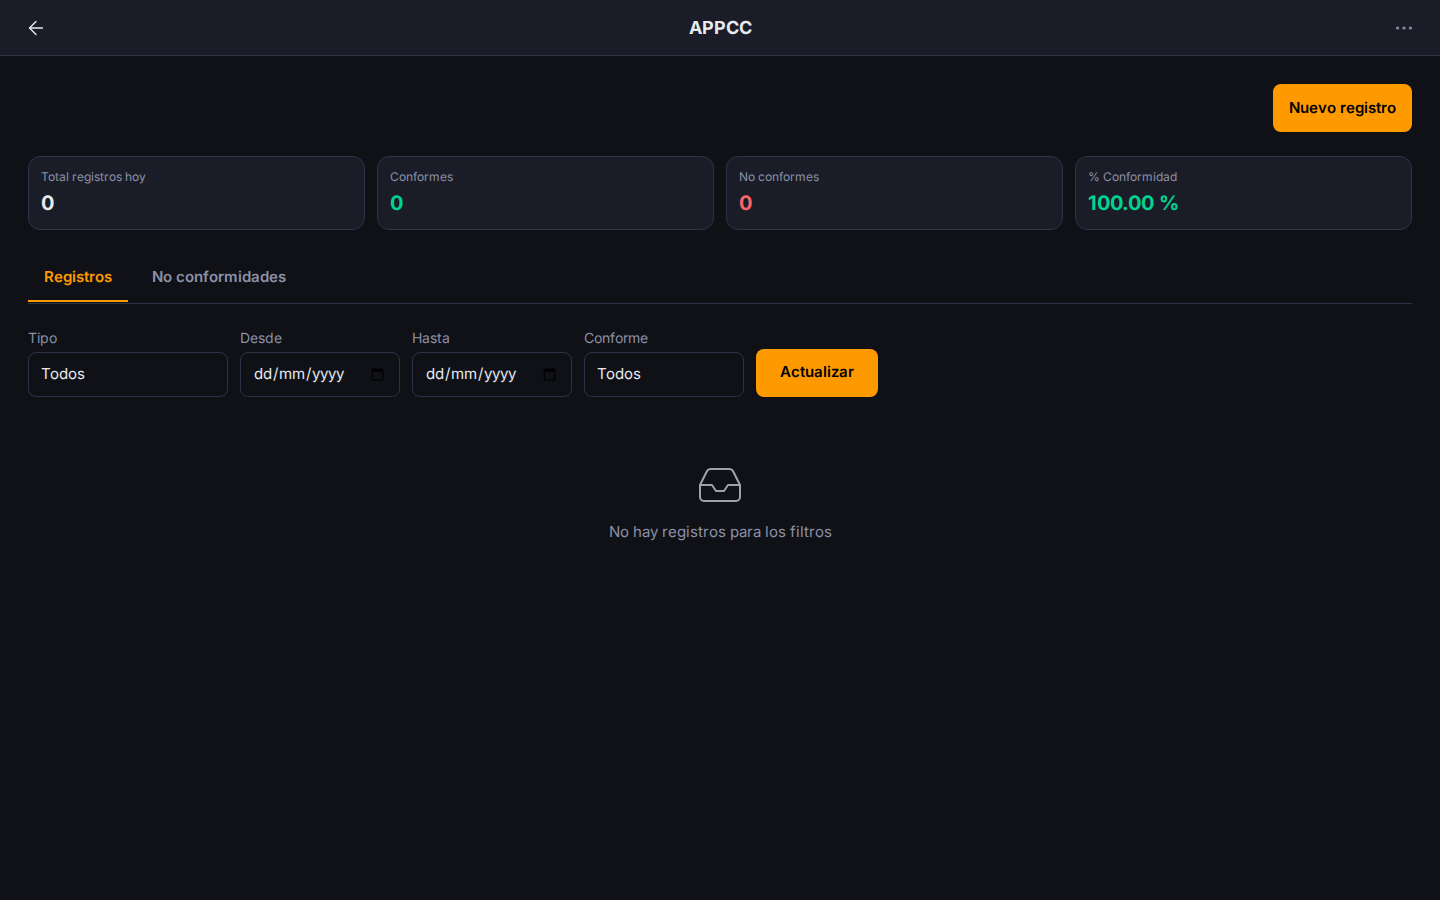 APPCC
Nuevo registro
Total registros hoy
0
Conformes
0
No conformes
0
% Conformidad
100.00 %
Registros
No conformidades
Tipo
Desde
Hasta
Conforme
Todos
dd/mm/yyyy
dd/mm/yyyy
Todos
Actualizar
No hay registros para los filtros